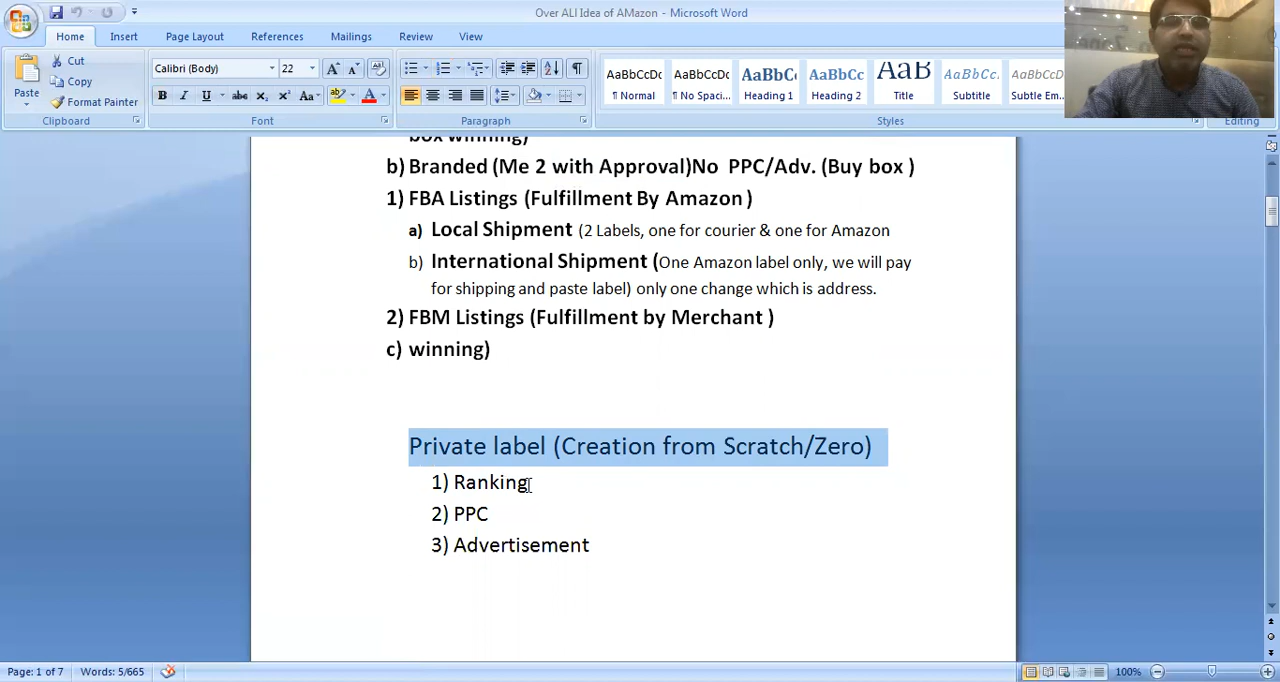 Over ALl Idea of AMazon - Microsoft Word
Home Insert Page Layout References Mailings Review View
Paste
Cut
Copy
Format Painter
Clipboard
Calibri (Body) 22
Font
Paragraph
AaBbCcDc AaBbCcDc AaBbC AaBbCc AaB AaBbCc. AaBbCcDc
¶ Normal ¶ No Spaci... Heading 1 Heading 2 Title Subtitle Subtle Em...
Styles
Editing
box winning)
b) Branded (Me 2 with Approval)No PPC/Adv. (Buy box )
1) FBA Listings (Fulfillment By Amazon )
a) Local Shipment (2 Labels, one for courier & one for Amazon
b) International Shipment (One Amazon label only, we will pay
for shipping and paste label) only one change which is address.
2) FBM Listings (Fulfillment by Merchant )
c) winning)
Private label (Creation from Scratch/Zero)
1) Ranking
2) PPC
3) Advertisement
Page: 1 of 7 Words: 5/665 100%